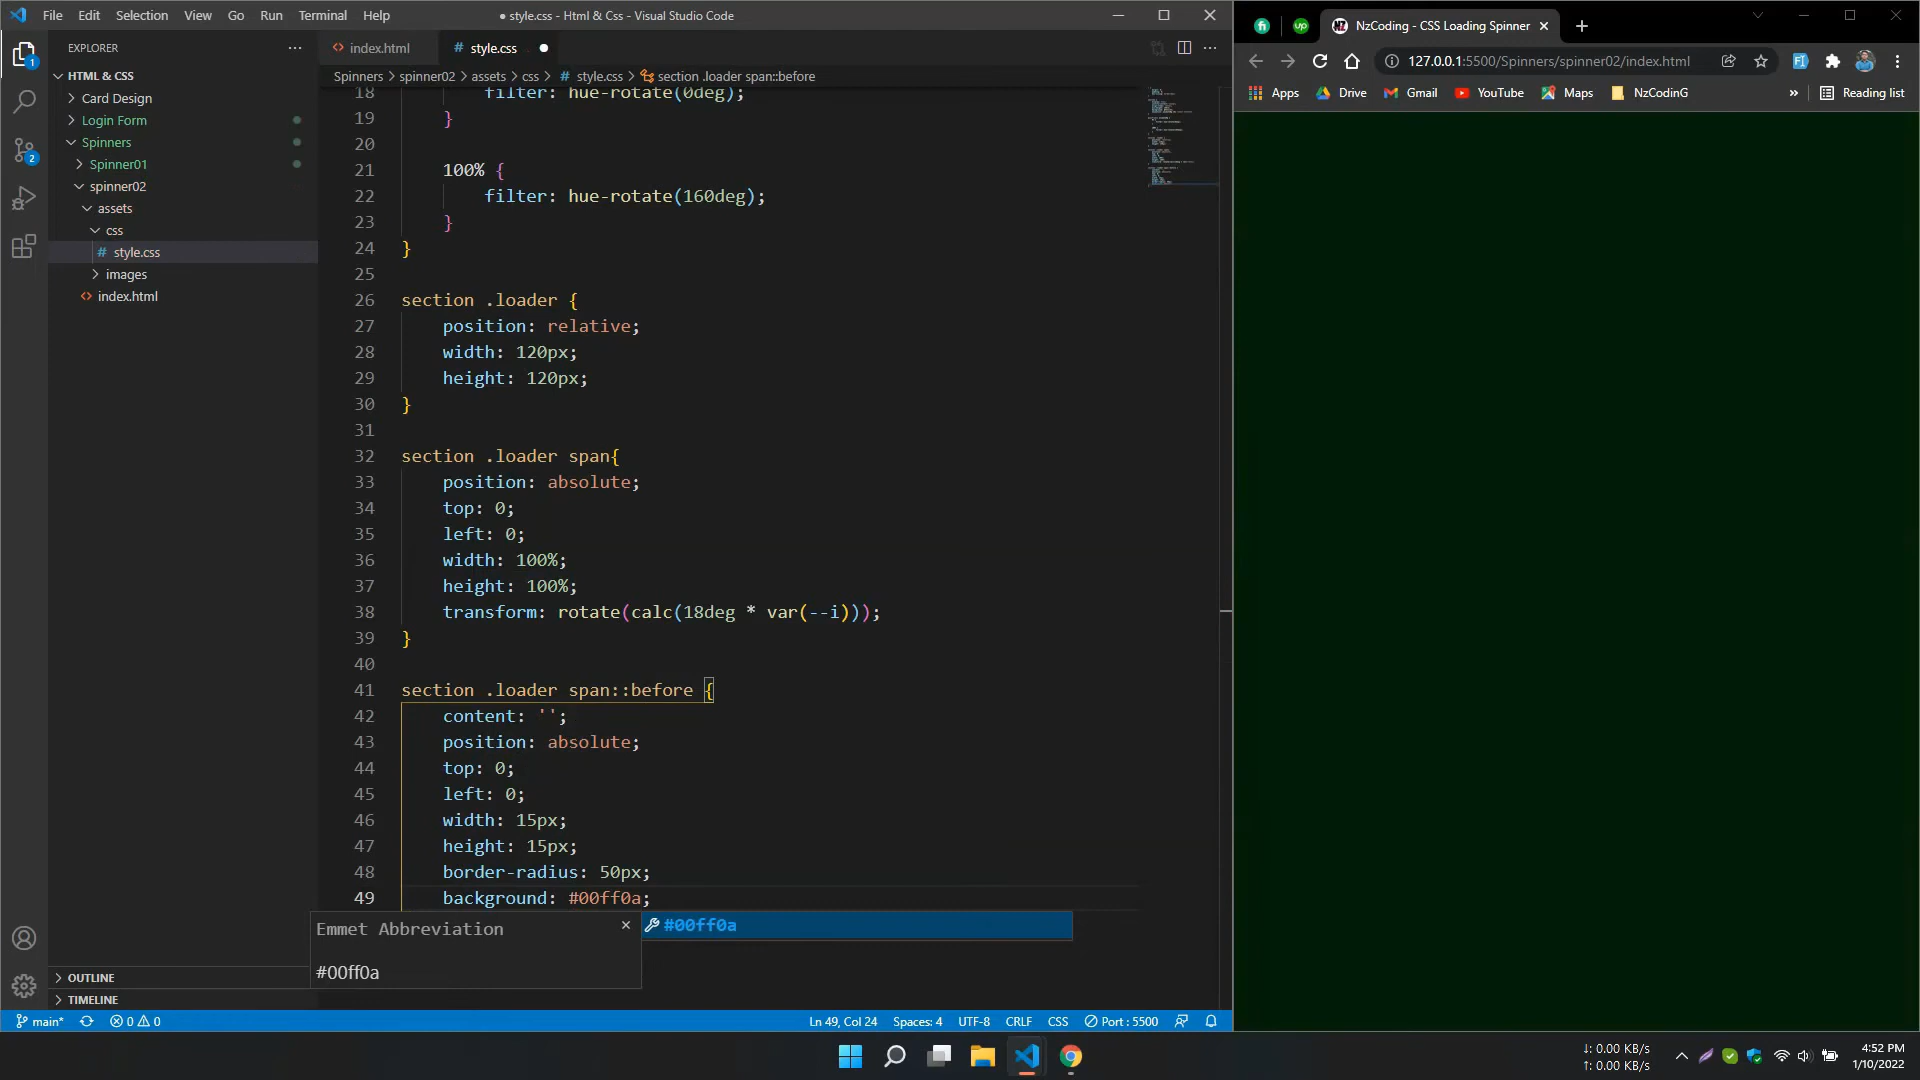 File Edit Selection View Go Run Terminal Help
● style.css - Html & Css - Visual Studio Code
NzCoding - CSS Loading Spinner
127.0.0.1:5500/Spinners/spinner02/index.html
Apps Drive Gmail YouTube Maps NzCodinG » Reading list
EXPLORER
HTML & CSS
Card Design
Login Form
Spinners
Spinner01
spinner02
assets
css
style.css
images
index.html
OUTLINE
TIMELINE
index.html
style.css
Spinners > spinner02 > assets > css > style.css > section .loader span::before
18 filter: hue-rotate(0deg);
19 }
20
21 100% {
22 filter: hue-rotate(160deg);
23 }
24 }
25
26 section .loader {
27 position: relative;
28 width: 120px;
29 height: 120px;
30 }
31
32 section .loader span{
33 position: absolute;
34 top: 0;
35 left: 0;
36 width: 100%;
37 height: 100%;
38 transform: rotate(calc(18deg * var(--i)));
39 }
40
41 section .loader span::before {
42 content: '';
43 position: absolute;
44 top: 0;
45 left: 0;
46 width: 15px;
47 height: 15px;
48 border-radius: 50px;
49 background: #00ff0a;
Emmet Abbreviation
#00ff0a
#00ff0a
main* 0 0 Ln 49, Col 24 Spaces: 4 UTF-8 CRLF CSS Port : 5500
↓: 0.00 KB/s
↑: 0.00 KB/s
4:52 PM
1/10/2022